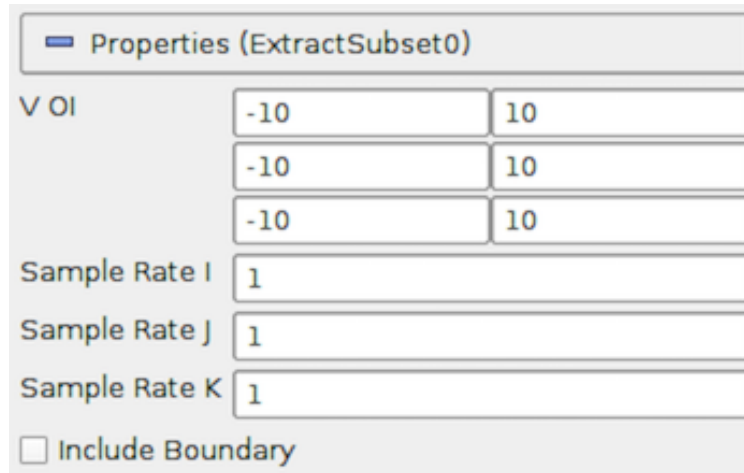 Properties (ExtractSubset0)
V OI -10 10
-10 10
-10 10
Sample Rate I 1
Sample Rate J 1
Sample Rate K 1
Include Boundary